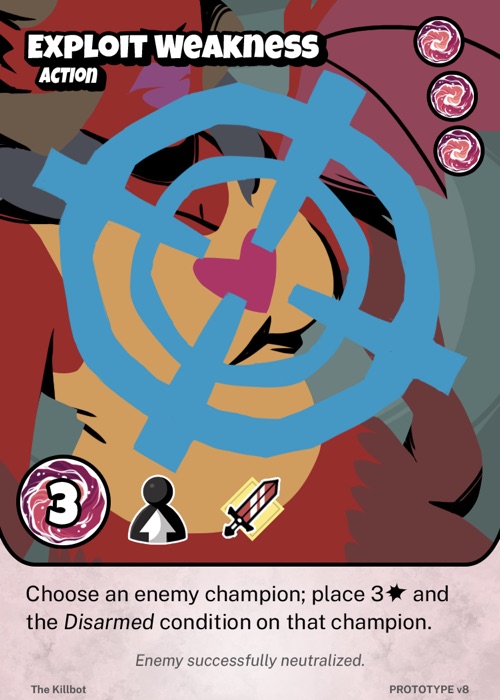 EXPLOIT WEAKNESS
ACTION
3
Choose an enemy champion; place 3 and
the Disarmed condition on that champion.
Enemy successfully neutralized.
The Killbot
PROTOTYPE v8